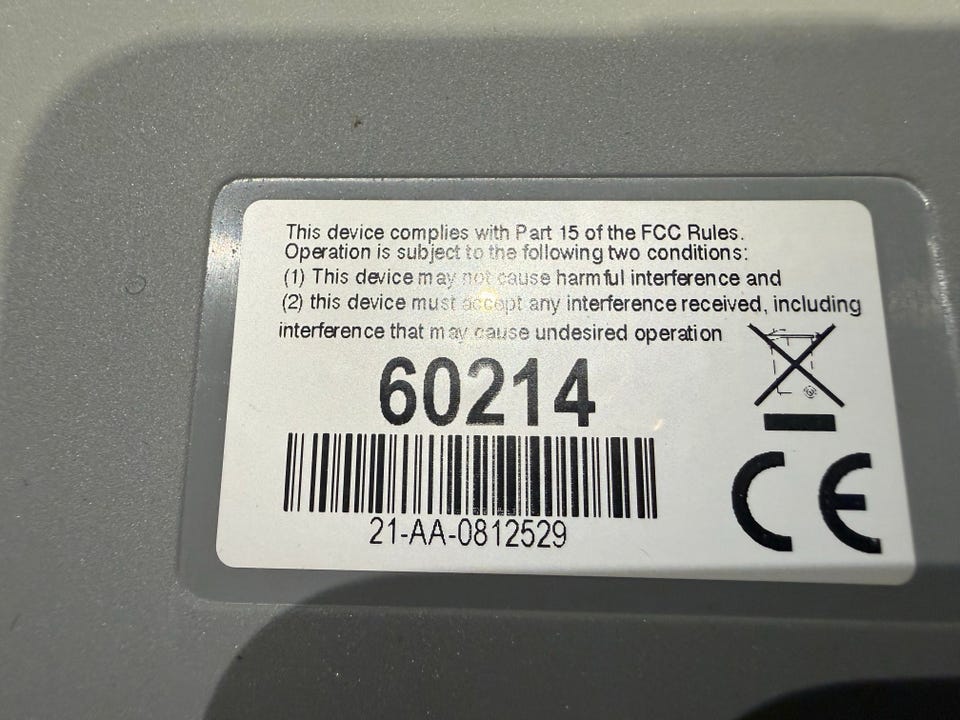 This device complies with Part 15 of the FCC Rules.
Operation is subject to the following two conditions:
(1) This device may not cause harmful interference and
(2) this device must accept any interference received, including
interference that may cause undesired operation
60214
21-AA-0812529
CE